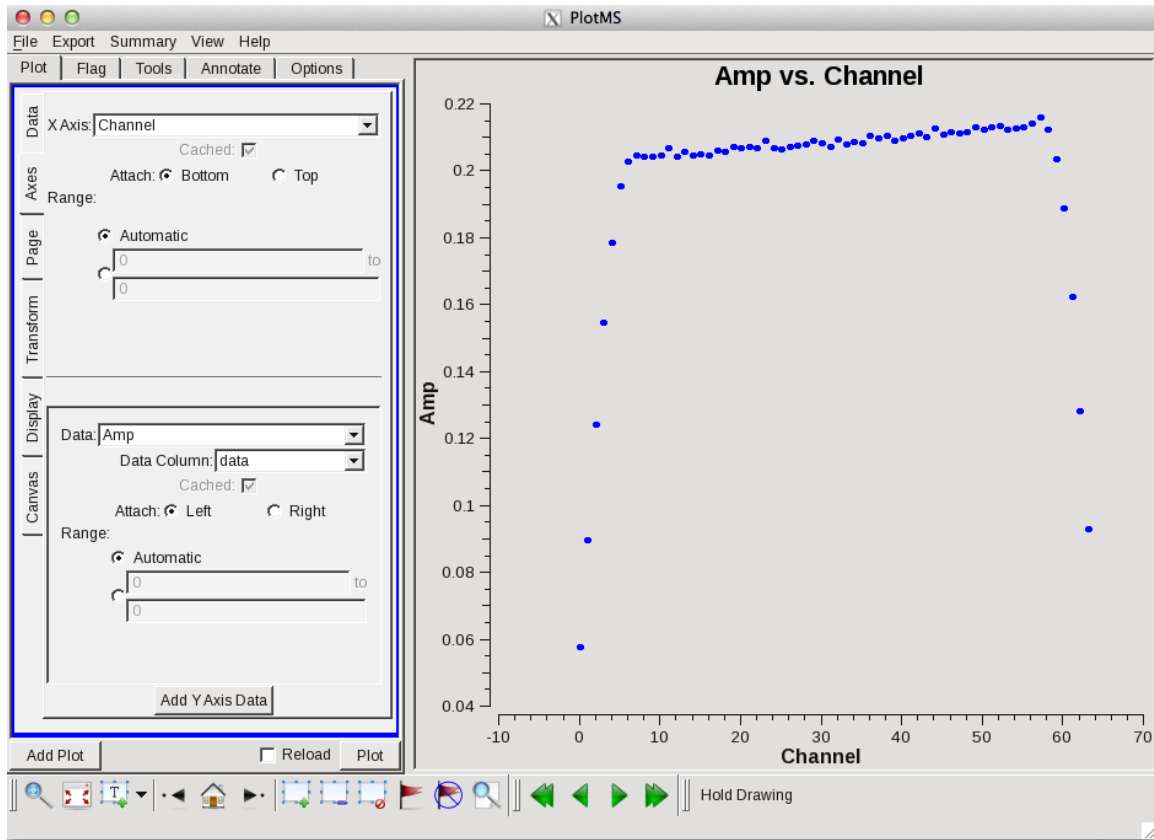 PlotMS
File Export Summary View Help
Plot Flag Tools Annotate Options
Data
Axes
Page
Transform
Display
Canvas
X Axis: Channel
Cached:
Attach: Bottom Top
Range:
Automatic
0 to
0
Data: Amp
Data Column: data
Cached:
Attach: Left Right
Range:
Automatic
0 to
0
Add Y Axis Data
Add Plot Reload Plot
Amp vs. Channel
Amp
0.22
0.2
0.18
0.16
0.14
0.12
0.1
0.08
0.06
0.04
-10 0 10 20 30 40 50 60 70
Channel
T
Hold Drawing